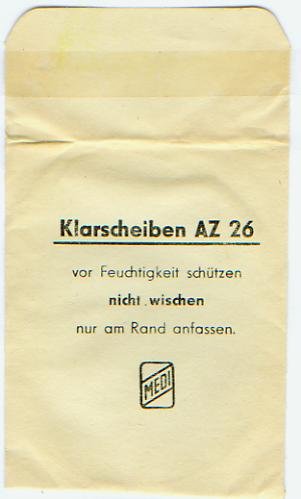 Klarscheiben AZ 26
vor Feuchtigkeit schützen
nicht wischen
nur am Rand anfassen.
MEDI